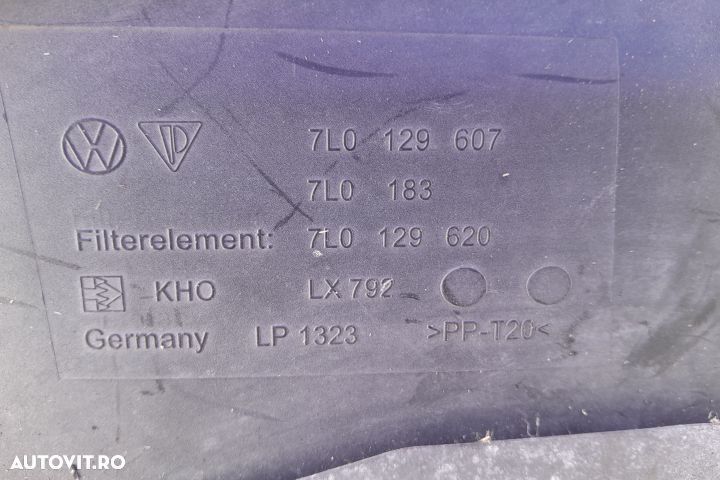 7L0 129 607
7L0 183
Filterelement: 7L0 129 620
KHO LX 792
Germany LP 1323 >PP-T20<
AUTOVIT.RO